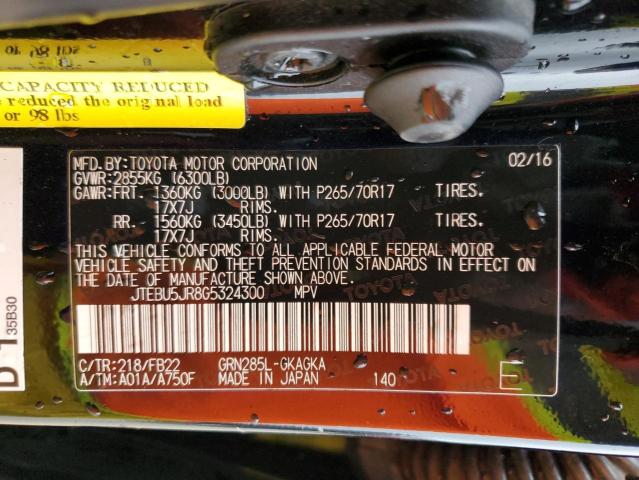 CAPACITY REDUCED
reduced the original load
or 98 lbs
MFD. BY: TOYOTA MOTOR CORPORATION 02/16
GVWR: 2855KG (6300LB)
GAWR: FRT. 1360KG (3000LB) WITH P265/70R17 TIRES.
17X7J RIMS.
RR. 1560KG (3450LB) WITH P265/70R17 TIRES.
17X7J RIMS.
THIS VEHICLE CONFORMS TO ALL APPLICABLE FEDERAL MOTOR
VEHICLE SAFETY AND THEFT PREVENTION STANDARDS IN EFFECT ON
THE DATE OF MANUFACTURE SHOWN ABOVE.
JTEBU5JR8G5324300 MPV
C/TR: 218/FB22 GRN285L-GKAGKA
A/TM: A01A/A750F MADE IN JAPAN 140 E
D 1 35B30